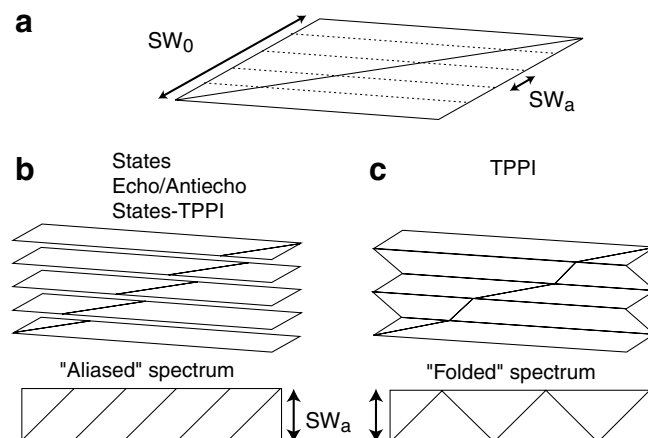 a
SW0
SWa
b
States
Echo/Antiecho
States-TPPI
c
TPPI
"Aliased" spectrum
"Folded" spectrum
SWa